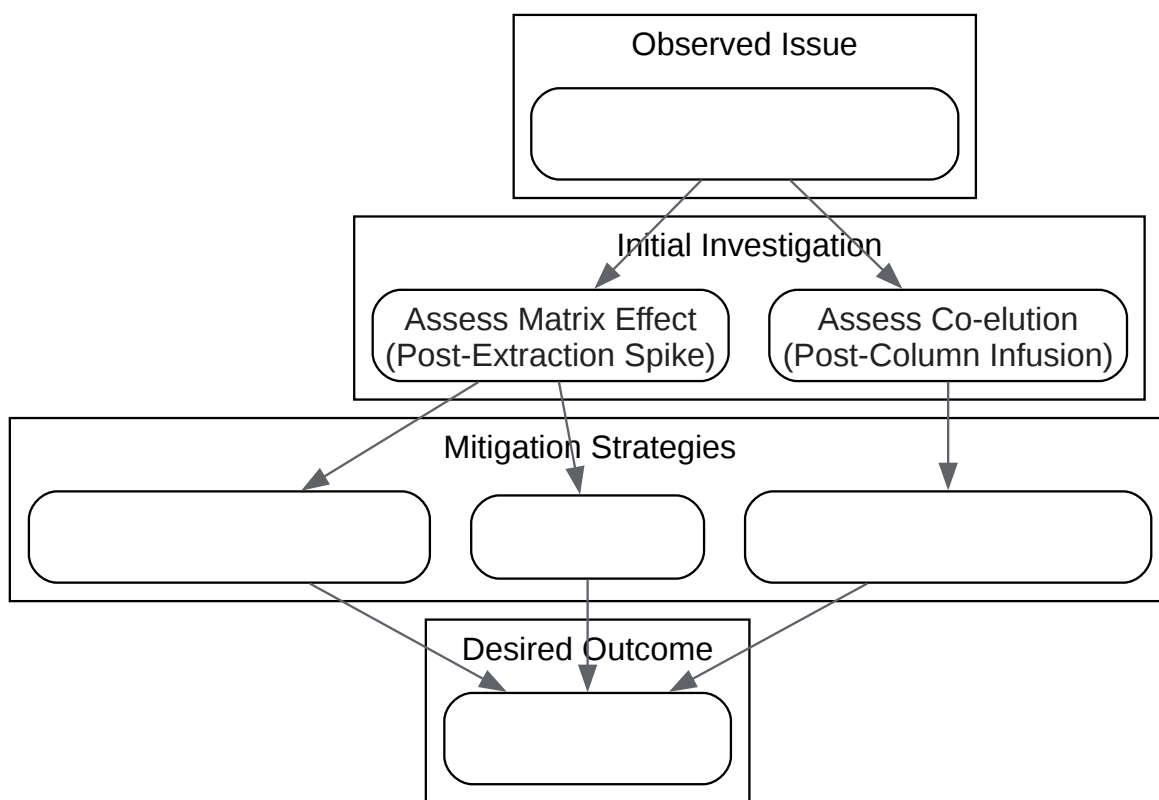 Observed Issue
Initial Investigation
Assess Matrix Effect
(Post-Extraction Spike)
Assess Co-elution
(Post-Column Infusion)
Mitigation Strategies
Desired Outcome